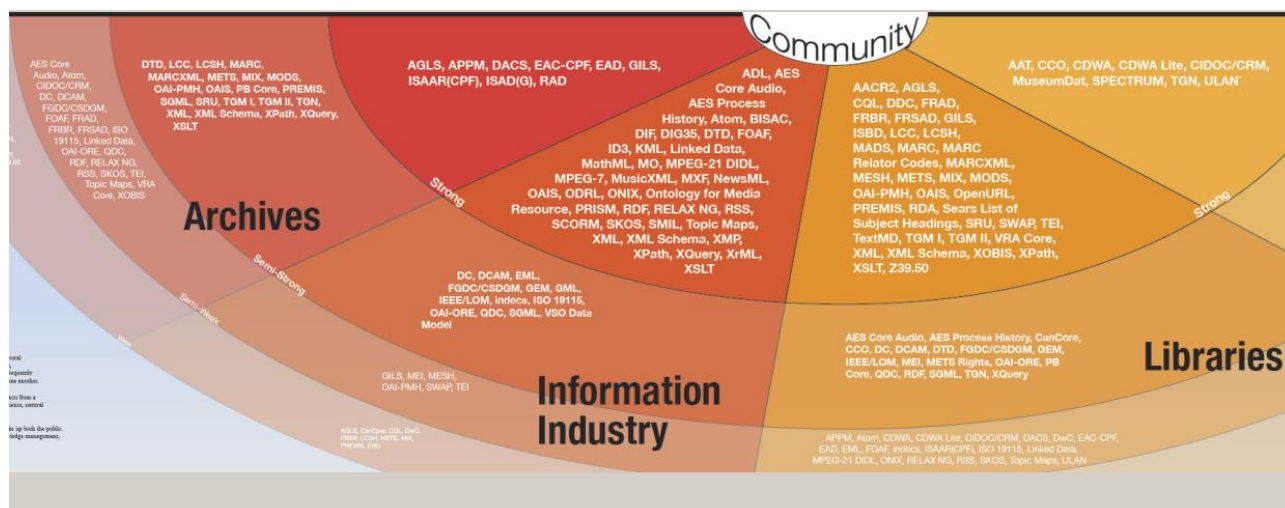 Community
AES Core
Audio, Atom,
CIDOC/CRM,
DC, DCAM,
FGDC/CSDGM,
FOAF, FRAD,
FRBR, FRSAD, ISO
19115, Linked Data,
OAI-ORE, QDC,
RDF, RELAX NG,
RSS, SKOS, TEI,
Topic Maps, VRA
Core, XOBIS
DTD, LCC, LCSH, MARC,
MARCXML, METS, MIX, MODS,
OAI-PMH, OAIS, PB Core, PREMIS,
SGML, SRU, TGM I, TGM II, TGN,
XML, XML Schema, XPath, XQuery,
XSLT
AGLS, APPM, DACS, EAC-CPF, EAD, GILS,
ISAAR(CPF), ISAD(G), RAD
Archives
Strong
Semi-Strong
Semi-Weak
Weak
ADL, AES
Core Audio,
AES Process
History, Atom, BISAC,
DIF, DIG35, DTD, FOAF,
ID3, KML, Linked Data,
MathML, MO, MPEG-21 DIDL,
MPEG-7, MusicXML, MXF, NewsML,
OAIS, ODRL, ONIX, Ontology for Media
Resource, PRISM, RDF, RELAX NG, RSS,
SCORM, SKOS, SMIL, Topic Maps,
XML, XML Schema, XMP,
XPath, XQuery, XrML,
XSLT
DC, DCAM, EML,
FGDC/CSDGM, GEM, GML,
IEEE/LOM, indecs, ISO 19115,
OAI-ORE, QDC, SGML, VSO Data
Model
GILS, MEI, MESH,
OAI-PMH, SWAP, TEI
AGLS, CanCore, CQL, DwC,
FRBR, LCSH, METS, MIX,
PREMIS, SRU
Information
Industry
AACR2, AGLS,
CQL, DDC, FRAD,
FRBR, FRSAD, GILS,
ISBD, LCC, LCSH,
MADS, MARC, MARC
Relator Codes, MARCXML,
MESH, METS, MIX, MODS,
OAI-PMH, OAIS, OpenURL,
PREMIS, RDA, Sears List of
Subject Headings, SRU, SWAP, TEI,
TextMD, TGM I, TGM II, VRA Core,
XML, XML Schema, XOBIS, XPath,
XSLT, Z39.50
AES Core Audio, AES Process History, CanCore,
CCO, DC, DCAM, DTD, FGDC/CSDGM, GEM,
IEEE/LOM, MEI, METS Rights, OAI-ORE, PB
Core, QDC, RDF, SGML, TGN, XQuery
APPM, Atom, CDWA, CDWA Lite, CIDOC/CRM, DACS, DwC, EAC-CPF,
EAD, EML, FOAF, indecs, ISAAR(CPF), ISO 19115, Linked Data,
MPEG-21 DIDL, ONIX, RELAX NG, RSS, SKOS, Topic Maps, ULAN
Libraries
AAT, CCO, CDWA, CDWA Lite, CIDOC/CRM,
MuseumDat, SPECTRUM, TGN, ULAN
Strong